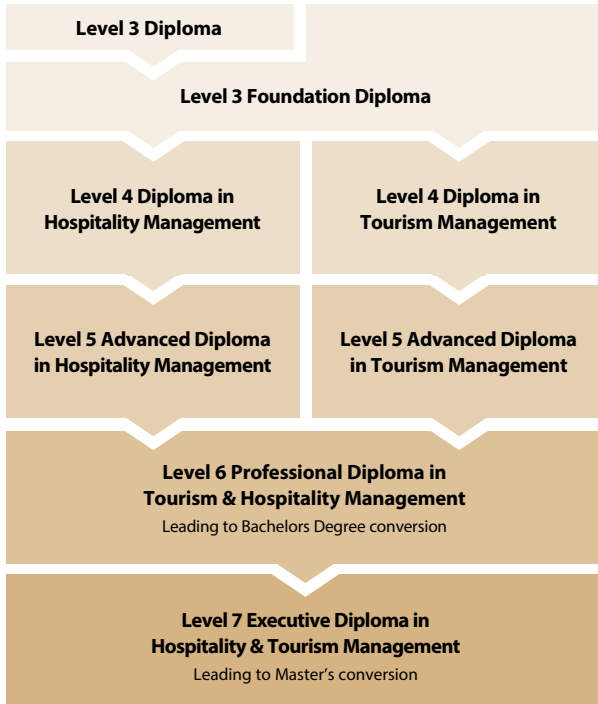 Level 3 Diploma
Level 3 Foundation Diploma
Level 4 Diploma in
Hospitality Management
Level 4 Diploma in
Tourism Management
Level 5 Advanced Diploma
in Hospitality Management
Level 5 Advanced Diploma
in Tourism Management
Level 6 Professional Diploma in
Tourism & Hospitality Management
Leading to Bachelors Degree conversion
Level 7 Executive Diploma in
Hospitality & Tourism Management
Leading to Master’s conversion